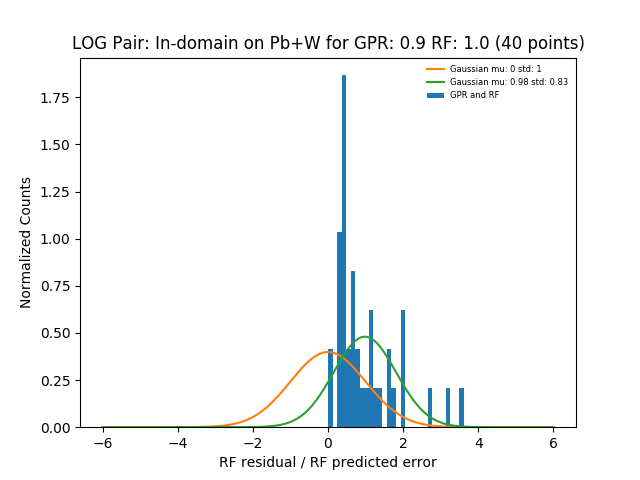 LOG Pair: In-domain on Pb+W for GPR: 0.9 RF: 1.0 (40 points)
Gaussian mu: 0 std: 1
Gaussian mu: 0.98 std: 0.83
GPR and RF
Normalized Counts
1.75
1.50
1.25
1.00
0.75
0.50
0.25
0.00
−6 −4 −2 0 2 4 6
RF residual / RF predicted error